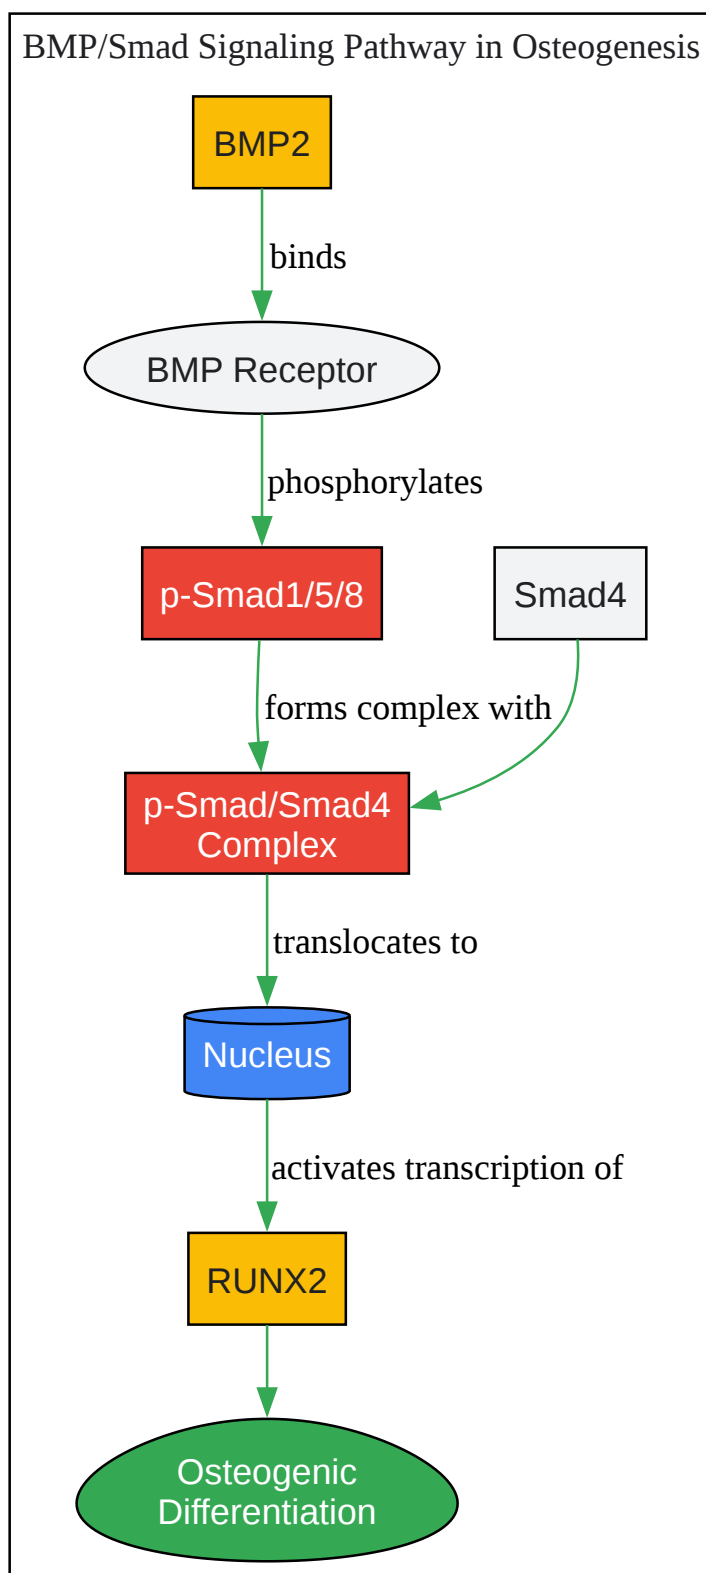 BMP/Smad Signaling Pathway in Osteogenesis
BMP2
binds
BMP Receptor
phosphorylates
p-Smad1/5/8
Smad4
forms complex with
p-Smad/Smad4
Complex
translocates to
Nucleus
activates transcription of
RUNX2
Osteogenic
Differentiation